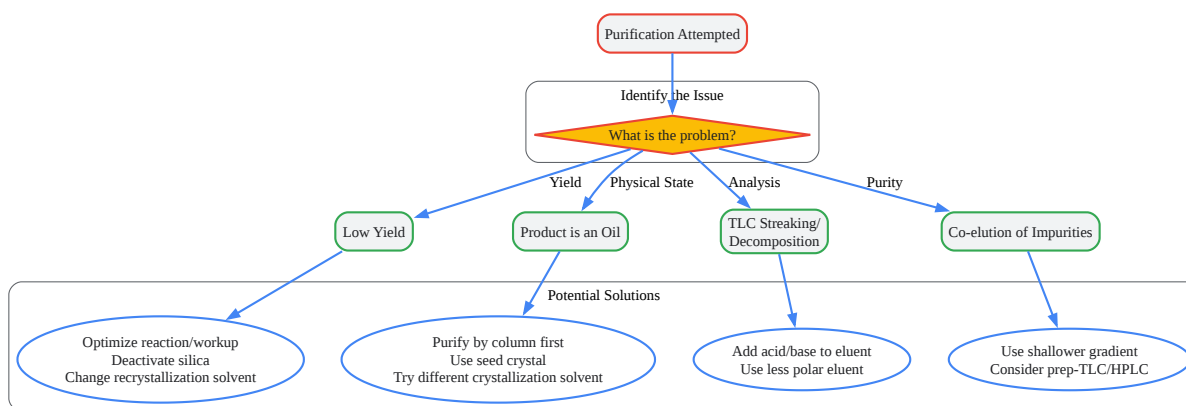 Purification Attempted
Identify the Issue
What is the problem?
Yield
Physical State
Analysis
Purity
Low Yield
Product is an Oil
TLC Streaking/
Decomposition
Co-elution of Impurities
Potential Solutions
Optimize reaction/workup
Deactivate silica
Change recrystallization solvent
Purify by column first
Use seed crystal
Try different crystallization solvent
Add acid/base to eluent
Use less polar eluent
Use shallower gradient
Consider prep-TLC/HPLC